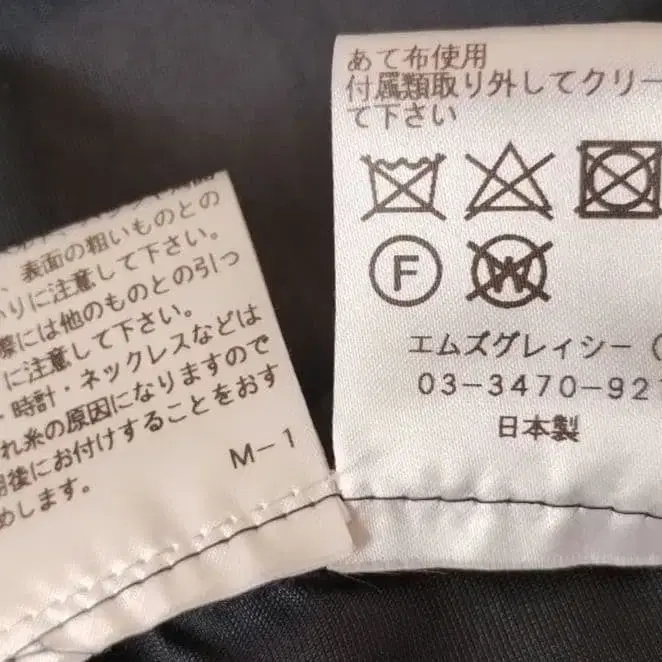 、表面の粗いものとの
りに注意して下さい。
際には他のものとの引っ
に注意して下さい。
・時計・ネックレスなどは
れ糸の原因になりますので
用後にお付けすることをおす
めします。
M-1
あて布使用
付属類取り外してクリー
て下さい
F
W
エムズグレイシー
03-3470-92
日本製